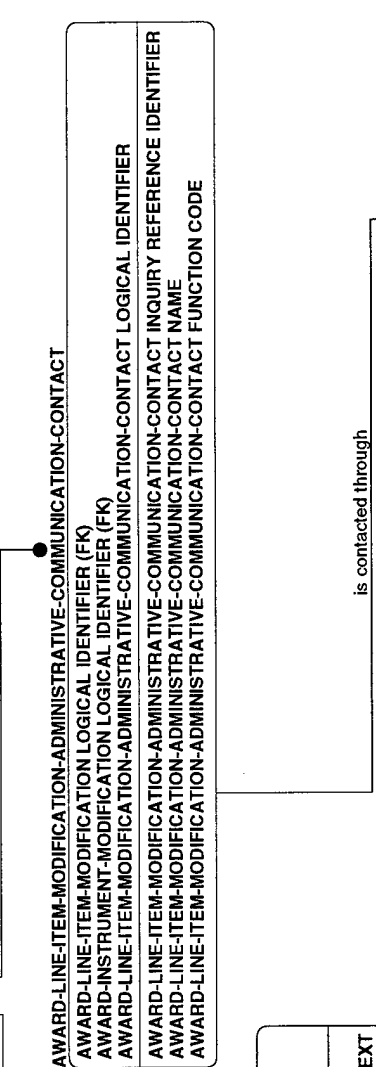 AWARD-LINE-ITEM-MODIFICATION-ADMINISTRATIVE-COMMUNICATION-CONTACT
AWARD-LINE-ITEM-MODIFICATION LOGICAL IDENTIFIER (FK)
AWARD-INSTRUMENT-MODIFICATION LOGICAL IDENTIFIER (FK)
AWARD-LINE-ITEM-MODIFICATION-ADMINISTRATIVE-COMMUNICATION-CONTACT LOGICAL IDENTIFIER
AWARD-LINE-ITEM-MODIFICATION-ADMINISTRATIVE-COMMUNICATION-CONTACT INQUIRY REFERENCE IDENTIFIER
AWARD-LINE-ITEM-MODIFICATION-ADMINISTRATIVE-COMMUNICATION-CONTACT NAME
AWARD-LINE-ITEM-MODIFICATION-ADMINISTRATIVE-COMMUNICATION-CONTACT FUNCTION CODE
is contacted through
EXT